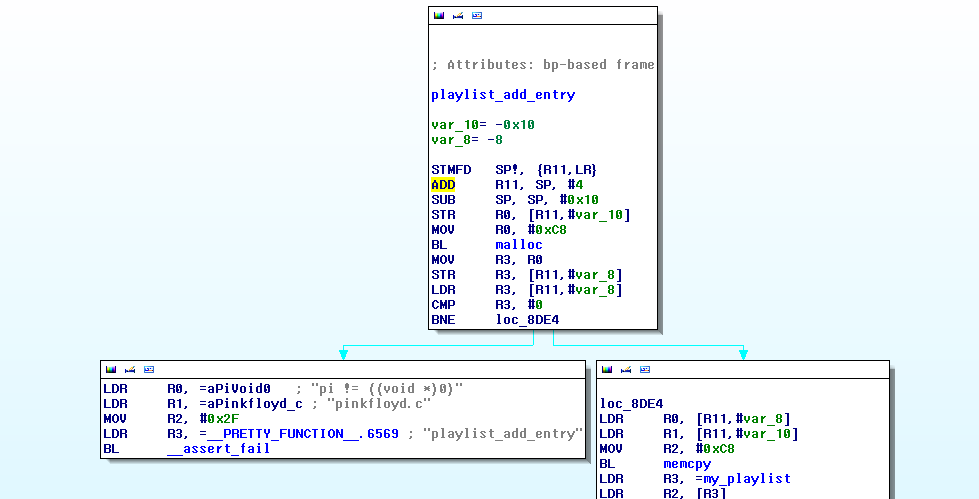 ; Attributes: bp-based frame
playlist_add_entry
var_10= -0x10
var_8= -8
STMFD SP!, {R11,LR}
ADD R11, SP, #4
SUB SP, SP, #0x10
STR R0, [R11,#var_10]
MOV R0, #0xC8
BL malloc
MOV R3, R0
STR R3, [R11,#var_8]
LDR R3, [R11,#var_8]
CMP R3, #0
BNE loc_8DE4
LDR R0, =aPiVoid0 ; "pi != ((void *)0)"
LDR R1, =aPinkfloyd_c ; "pinkfloyd.c"
MOV R2, #0x2F
LDR R3, =__PRETTY_FUNCTION__.6569 ; "playlist_add_entry"
BL __assert_fail
loc_8DE4
LDR R0, [R11,#var_8]
LDR R1, [R11,#var_10]
MOV R2, #0xC8
BL memcpy
LDR R3, =my_playlist
LDR R2, [R3]